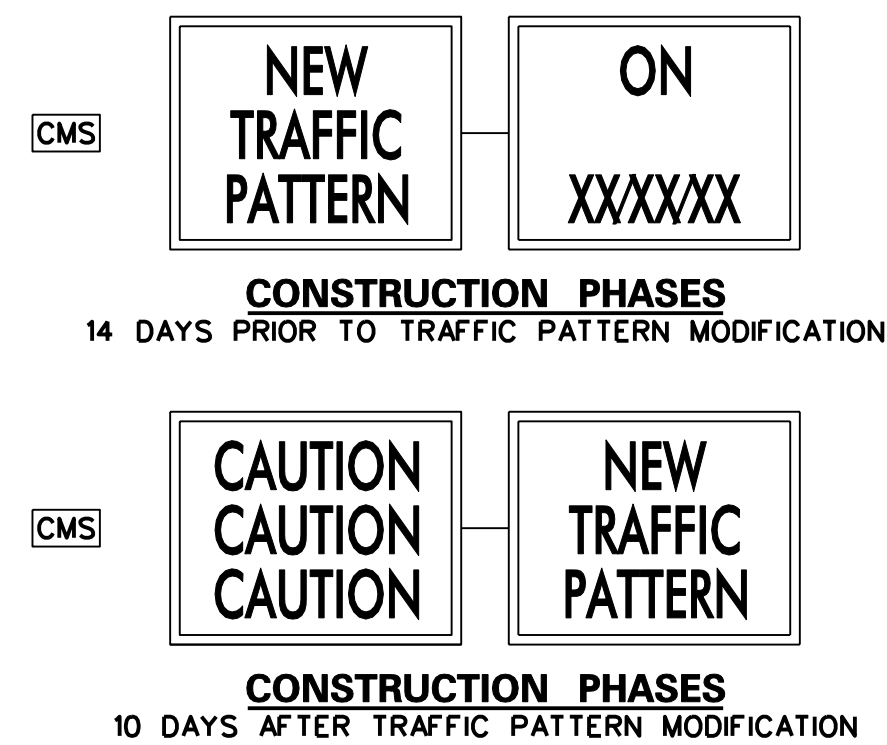 CMS
NEW
TRAFFIC
PATTERN
ON
XX/XX/XX
CONSTRUCTION PHASES
14 DAYS PRIOR TO TRAFFIC PATTERN MODIFICATION
CMS
CAUTION
CAUTION
CAUTION
NEW
TRAFFIC
PATTERN
CONSTRUCTION PHASES
10 DAYS AFTER TRAFFIC PATTERN MODIFICATION